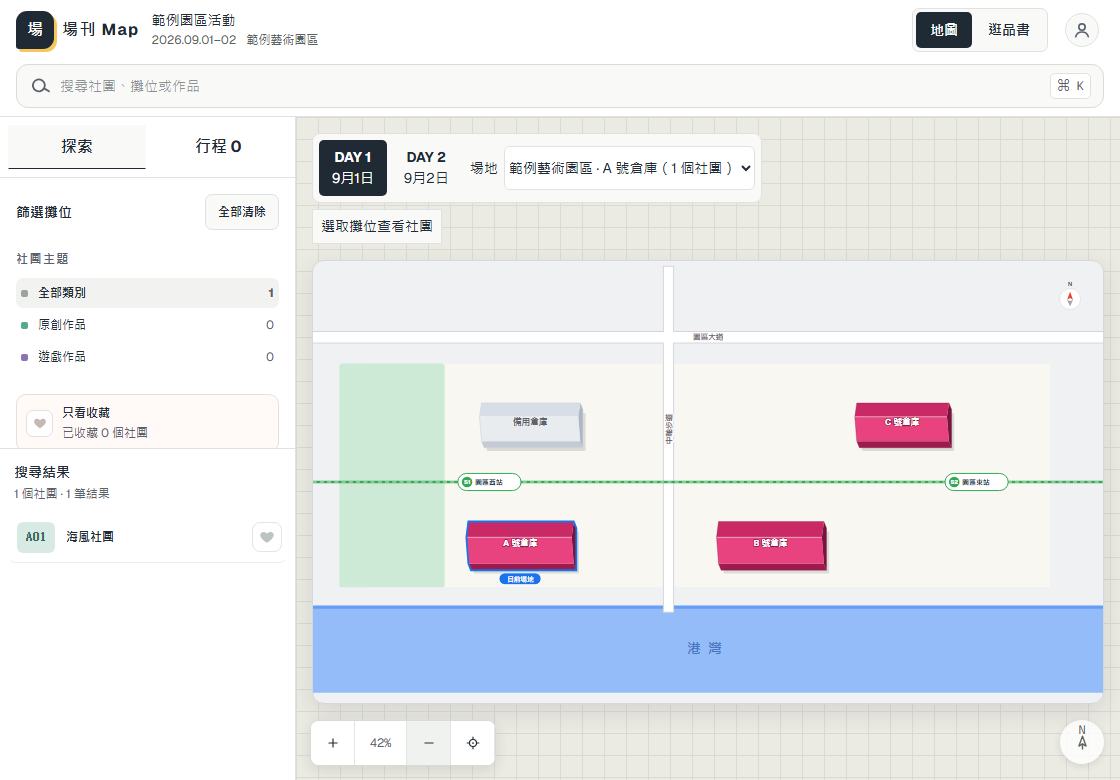 場
場刊 Map
範例園區活動
2026.09.01–02 範例藝術園區
地圖
逛品書
搜尋社團、攤位或作品
⌘ K
探索
行程 0
篩選攤位
全部清除
社團主題
全部類別 1
原創作品 0
遊戲作品 0
只看收藏
已收藏 0 個社團
搜尋結果
1 個社團 · 1 筆結果
A01 海風社團
DAY 1
9月1日
DAY 2
9月2日
場地
範例藝術園區 · A 號倉庫（1 個社團）
選取攤位查看社團
N
園區大道
備用倉庫
C 號倉庫
S1 園區西站
S2 園區東站
A 號倉庫
B 號倉庫
目前場地
港灣
+
42%
−
N